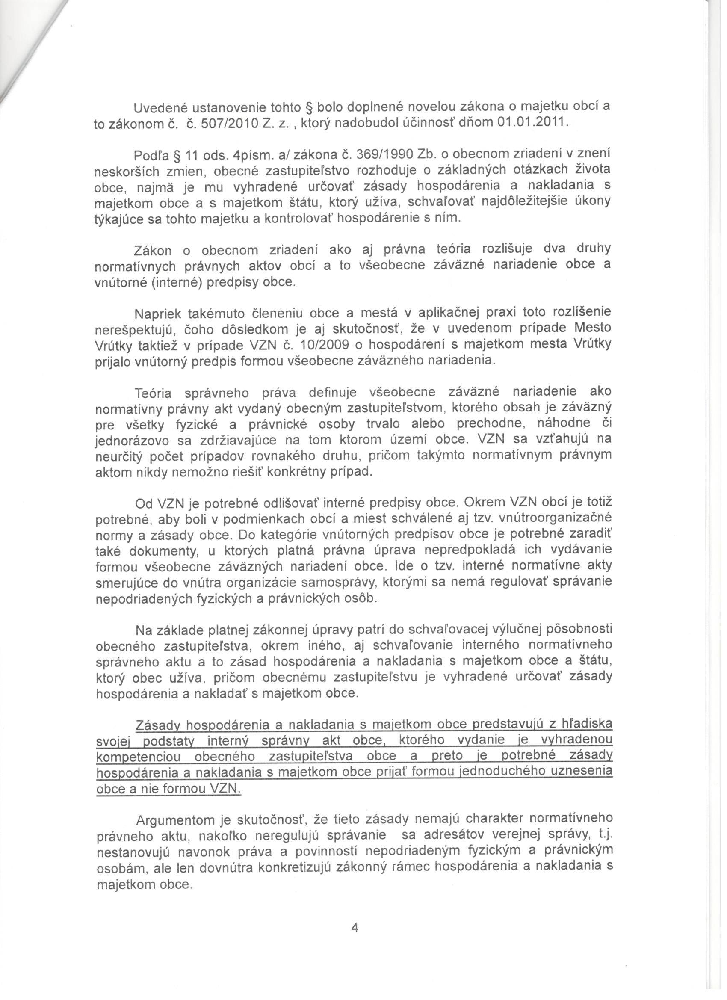 Uvedené ustanovenie tohto § bolo doplnené novelou zákona o majetku obcí a
to zákonom č.  č. 507/2010 Z. z. , ktorý nadobudol účinnosť dňom 01.01.2011.
Podľa § 11 ods. 4písm. a/ zákona č. 369/1990 Zb. o obecnom zriadení v znení
neskorších zmien, obecné zastupiteľstvo rozhoduje o základných otázkach života
obce, najmä je mu vyhradené určovať zásady hospodárenia a nakladania s
majetkom obce a s majetkom štátu, ktorý užíva, schvaľovať najdôležitejšie úkony
týkajúce sa tohto majetku a kontrolovať hospodárenie s ním.
Zákon o obecnom zriadení ako aj právna teória rozlišuje dva druhy
normatívnych právnych aktov obcí a to všeobecne záväzné nariadenie obce a
vnútorné (interné) predpisy obce.
Napriek takémuto členeniu obce a mestá v aplikačnej praxi toto rozlíšenie
nerešpektujú, čoho dôsledkom je aj skutočnosť, že v uvedenom prípade Mesto
Vrútky taktiež v prípade VZN č. 10/2009 o hospodárení s majetkom mesta Vrútky
prijalo vnútorný predpis formou všeobecne záväzného nariadenia.
Teória správneho práva definuje všeobecne záväzné nariadenie ako
normatívny právny akt vydaný obecným zastupiteľstvom, ktorého obsah je záväzný
pre všetky fyzické a právnické osoby trvalo alebo prechodne, náhodne či
jednorázovo sa zdržiavajúce na tom ktorom území obce. VZN sa vzťahujú na
neurčitý počet prípadov rovnakého druhu, pričom takýmto normatívnym právnym
aktom nikdy nemožno riešiť konkrétny prípad.
Od VZN je potrebné odlišovať interné predpisy obce. Okrem VZN obcí je totiž
potrebné, aby boli v podmienkach obcí a miest schválené aj tzv. vnútroorganizačné
normy a zásady obce. Do kategórie vnútorných predpisov obce je potrebné zaradiť
také dokumenty, u ktorých platná právna úprava nepredpokladá ich vydávanie
formou všeobecne záväzných nariadení obce. Ide o tzv. interné normatívne akty
smerujúce do vnútra organizácie samosprávy, ktorými sa nemá regulovať správanie
nepodriadených fyzických a právnických osôb.
Na základe platnej zákonnej úpravy patrí do schvaľovacej výlučnej pôsobnosti
obecného zastupiteľstva, okrem iného, aj schvaľovanie interného normatívneho
správneho aktu a to zásad hospodárenia a nakladania s majetkom obce a štátu,
ktorý obec užíva, pričom obecnému zastupiteľstvu je vyhradené určovať zásady
hospodárenia a nakladať s majetkom obce.
Zásady hospodárenia a nakladania s majetkom obce predstavujú z hľadiska
svojej podstaty interný správny akt obce, ktorého vydanie je vyhradenou
kompetenciou obecného zastupiteľstva obce a preto je potrebné zásady
hospodárenia a nakladania s majetkom obce prijať formou jednoduchého uznesenia
obce a nie formou VZN.
Argumentom je skutočnosť, že tieto zásady nemajú charakter normatívneho
právneho aktu, nakoľko neregulujú správanie  sa adresátov verejnej správy, t.j.
nestanovujú navonok práva a povinností nepodriadeným fyzickým a právnickým
osobám, ale len dovnútra konkretizujú zákonný rámec hospodárenia a nakladania s
majetkom obce.
4